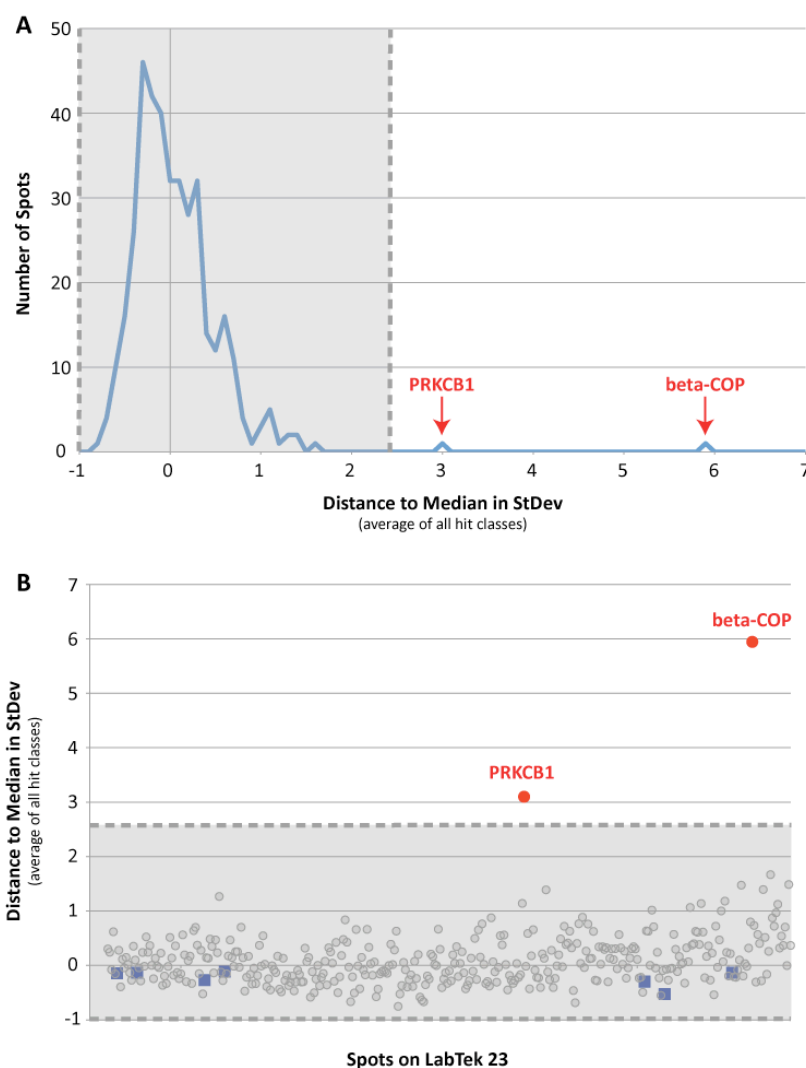 A
50
40
30
20
10
0
Number of Spots
PRKCB1
beta-COP
-1 0 1 2 3 4 5 6 7
Distance to Median in StDev
(average of all hit classes)
B
7
6
5
4
3
2
1
0
-1
Distance to Median in StDev
(average of all hit classes)
beta-COP
PRKCB1
Spots on LabTek 23